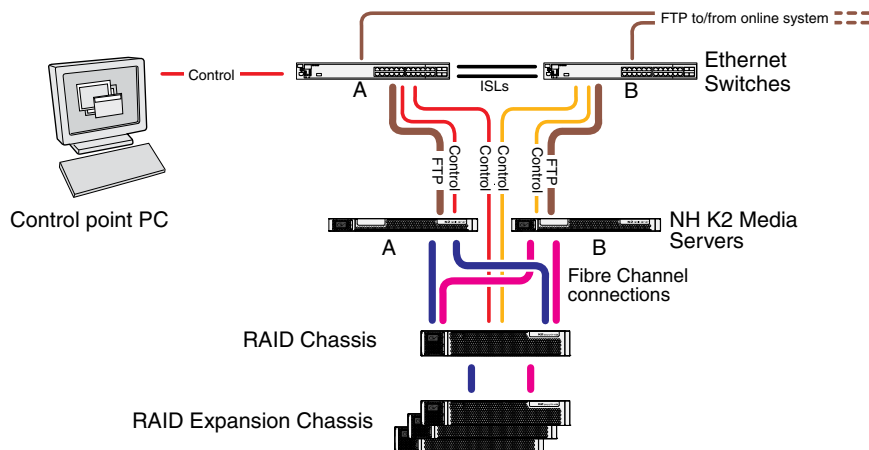 FTP to/from online system
Control
Ethernet
Switches
ISLs
A
B
FTP
Control
Control
Control
Control
FTP
Control point PC
NH K2 Media
Servers
A
B
Fibre Channel
connections
RAID Chassis
RAID Expansion Chassis